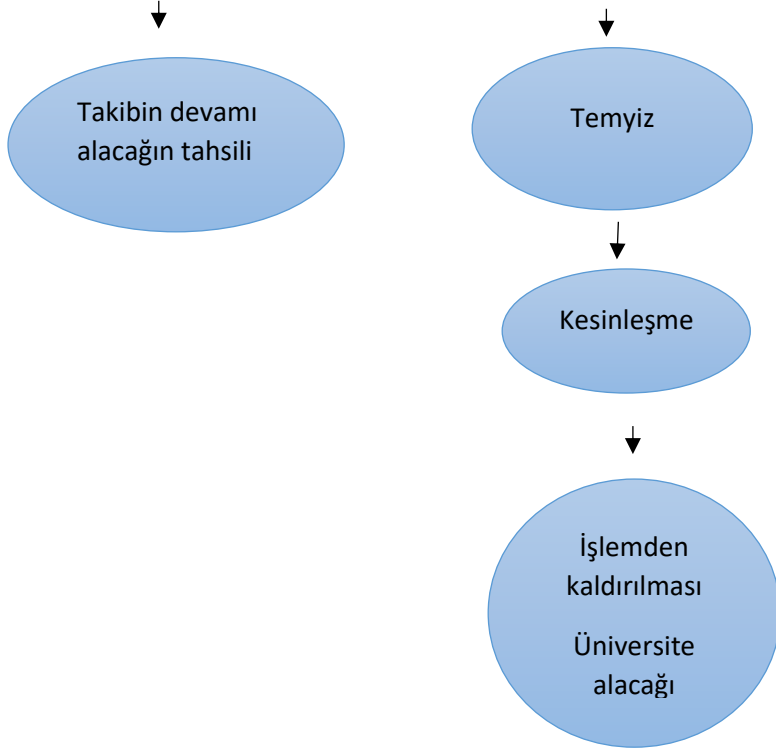 Takibin devamı
alacağın tahsili
Temyiz
Kesinleşme
İşlemden
kaldırılması
Üniversite
alacağı